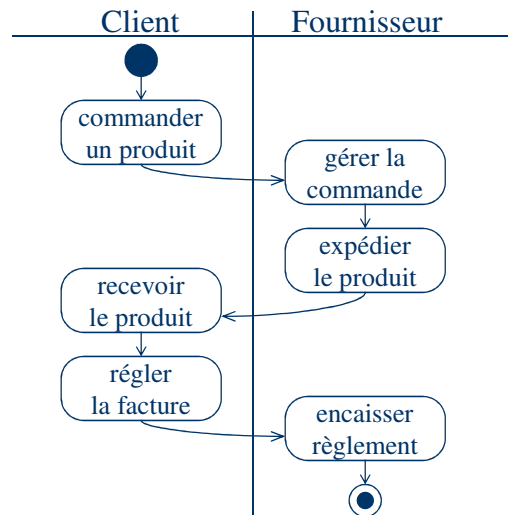 Client
Fournisseur
commander
un produit
gérer la
commande
expédier
le produit
recevoir
le produit
régler
la facture
encaisser
règlement